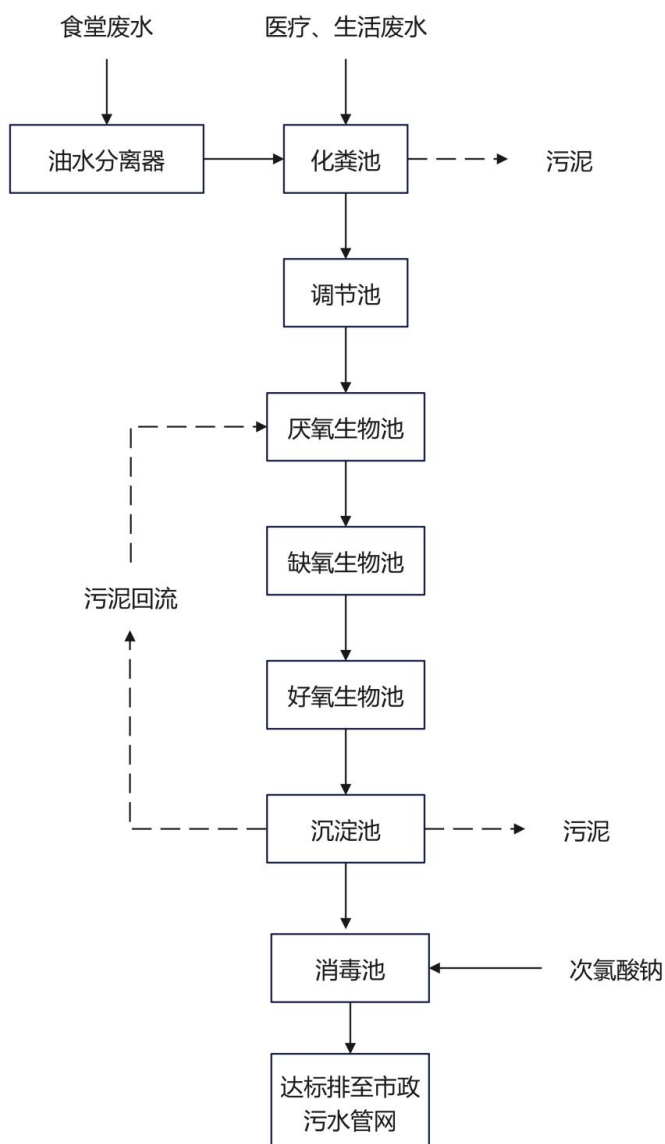 食堂废水
医疗、生活废水
油水分离器
化粪池
污泥
调节池
厌氧生物池
缺氧生物池
污泥回流
好氧生物池
沉淀池
污泥
消毒池
次氯酸钠
达标排至市政
污水管网